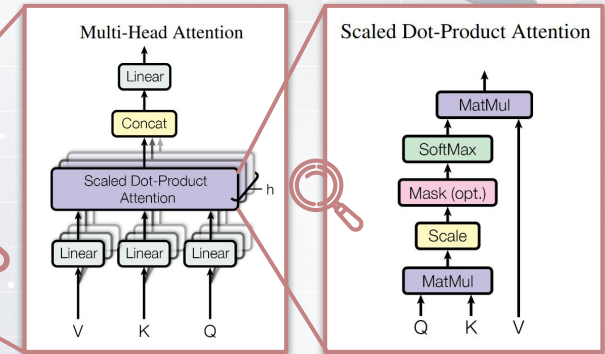 Multi-Head Attention
Linear
Concat
Scaled Dot-Product
Attention
h
Linear Linear Linear
V K Q
Scaled Dot-Product Attention
MatMul
SoftMax
Mask (opt.)
Scale
MatMul
Q K V